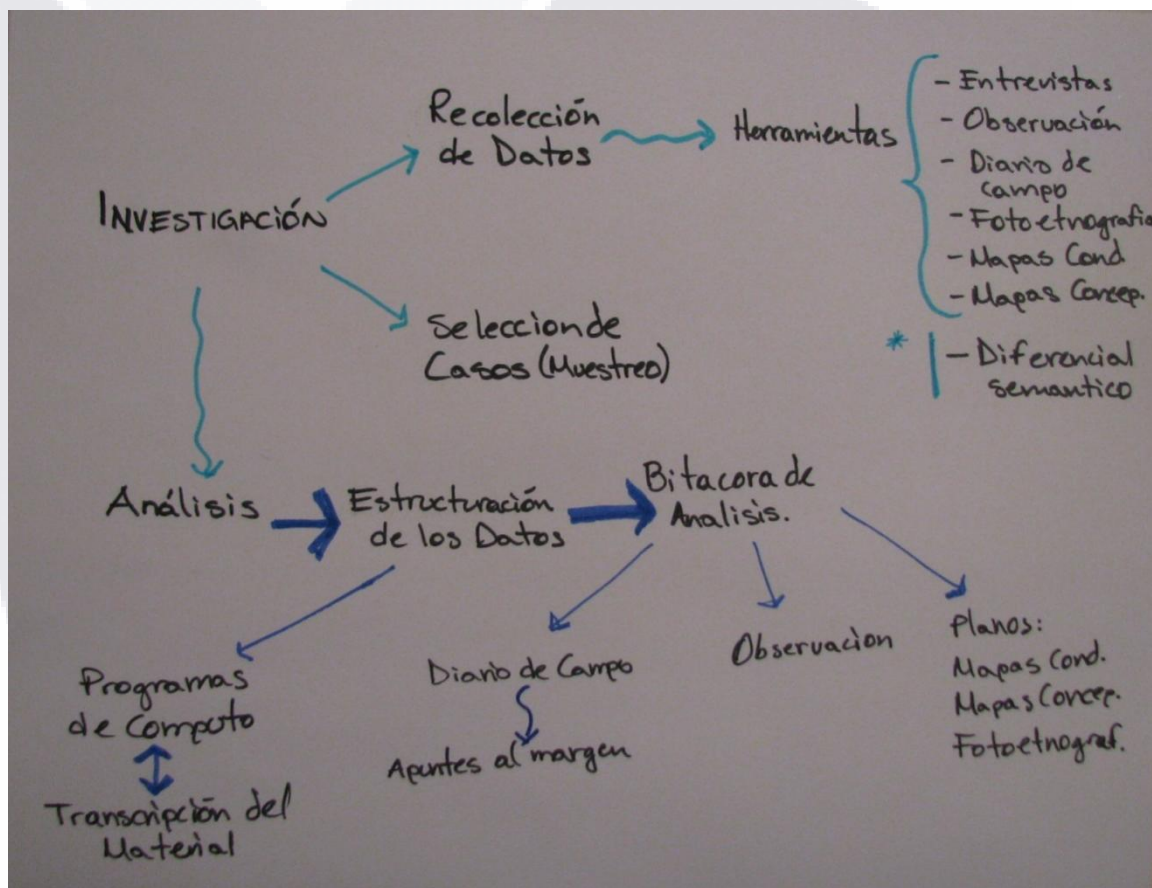 INVESTIGACIÓN
Recolección
de Datos
Herramientas
- Entrevistas
- Observación
- Diario de
campo
- Fotoetnografia
- Mapas Cond
- Mapas Concep.
* - Diferencial
semantico
Seleccion de
Casos (Muestreo)
Análisis
Estructuración
de los Datos
Bitacora de
Analisis.
Programas
de Computo
Transcripción del
Material
Diario de Campo
Apuntes al margen
Observacion
Planos:
Mapas Cond.
Mapas Concep.
Fotoetnograf.